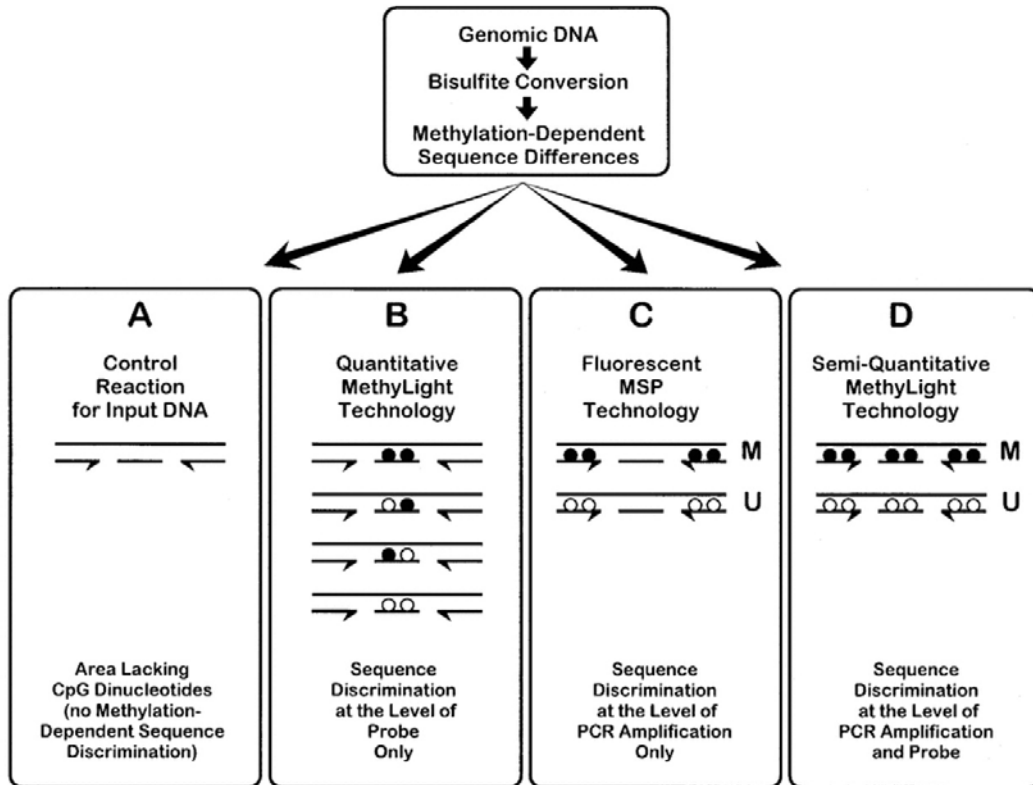 Genomic DNA
Bisulfite Conversion
Methylation-Dependent
Sequence Differences
A
Control
Reaction
for Input DNA
Area Lacking
CpG Dinucleotides
(no Methylation-
Dependent Sequence
Discrimination)
B
Quantitative
MethyLight
Technology
Sequence
Discrimination
at the Level of
Probe
Only
C
Fluorescent
MSP
Technology
M
U
Sequence
Discrimination
at the Level of
PCR Amplification
Only
D
Semi-Quantitative
MethyLight
Technology
M
U
Sequence
Discrimination
at the Level of
PCR Amplification
and Probe